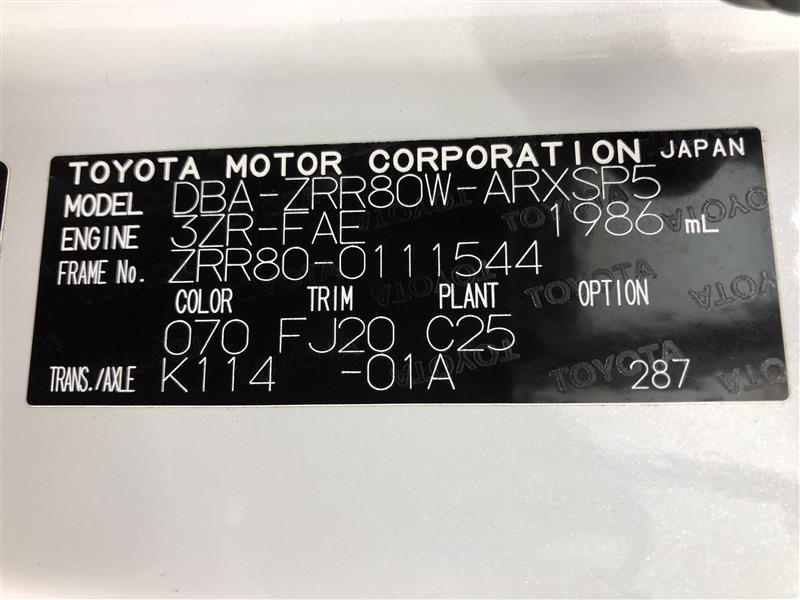 TOYOTA MOTOR CORPORATION JAPAN
MODEL DBA-ZRR80W-ARXSP5
ENGINE 3ZR-FAE 1986 mL
FRAME No. ZRR80-0111544
COLOR TRIM PLANT OPTION
070 FJ20 C25
TRANS./AXLE K114 -01A 287